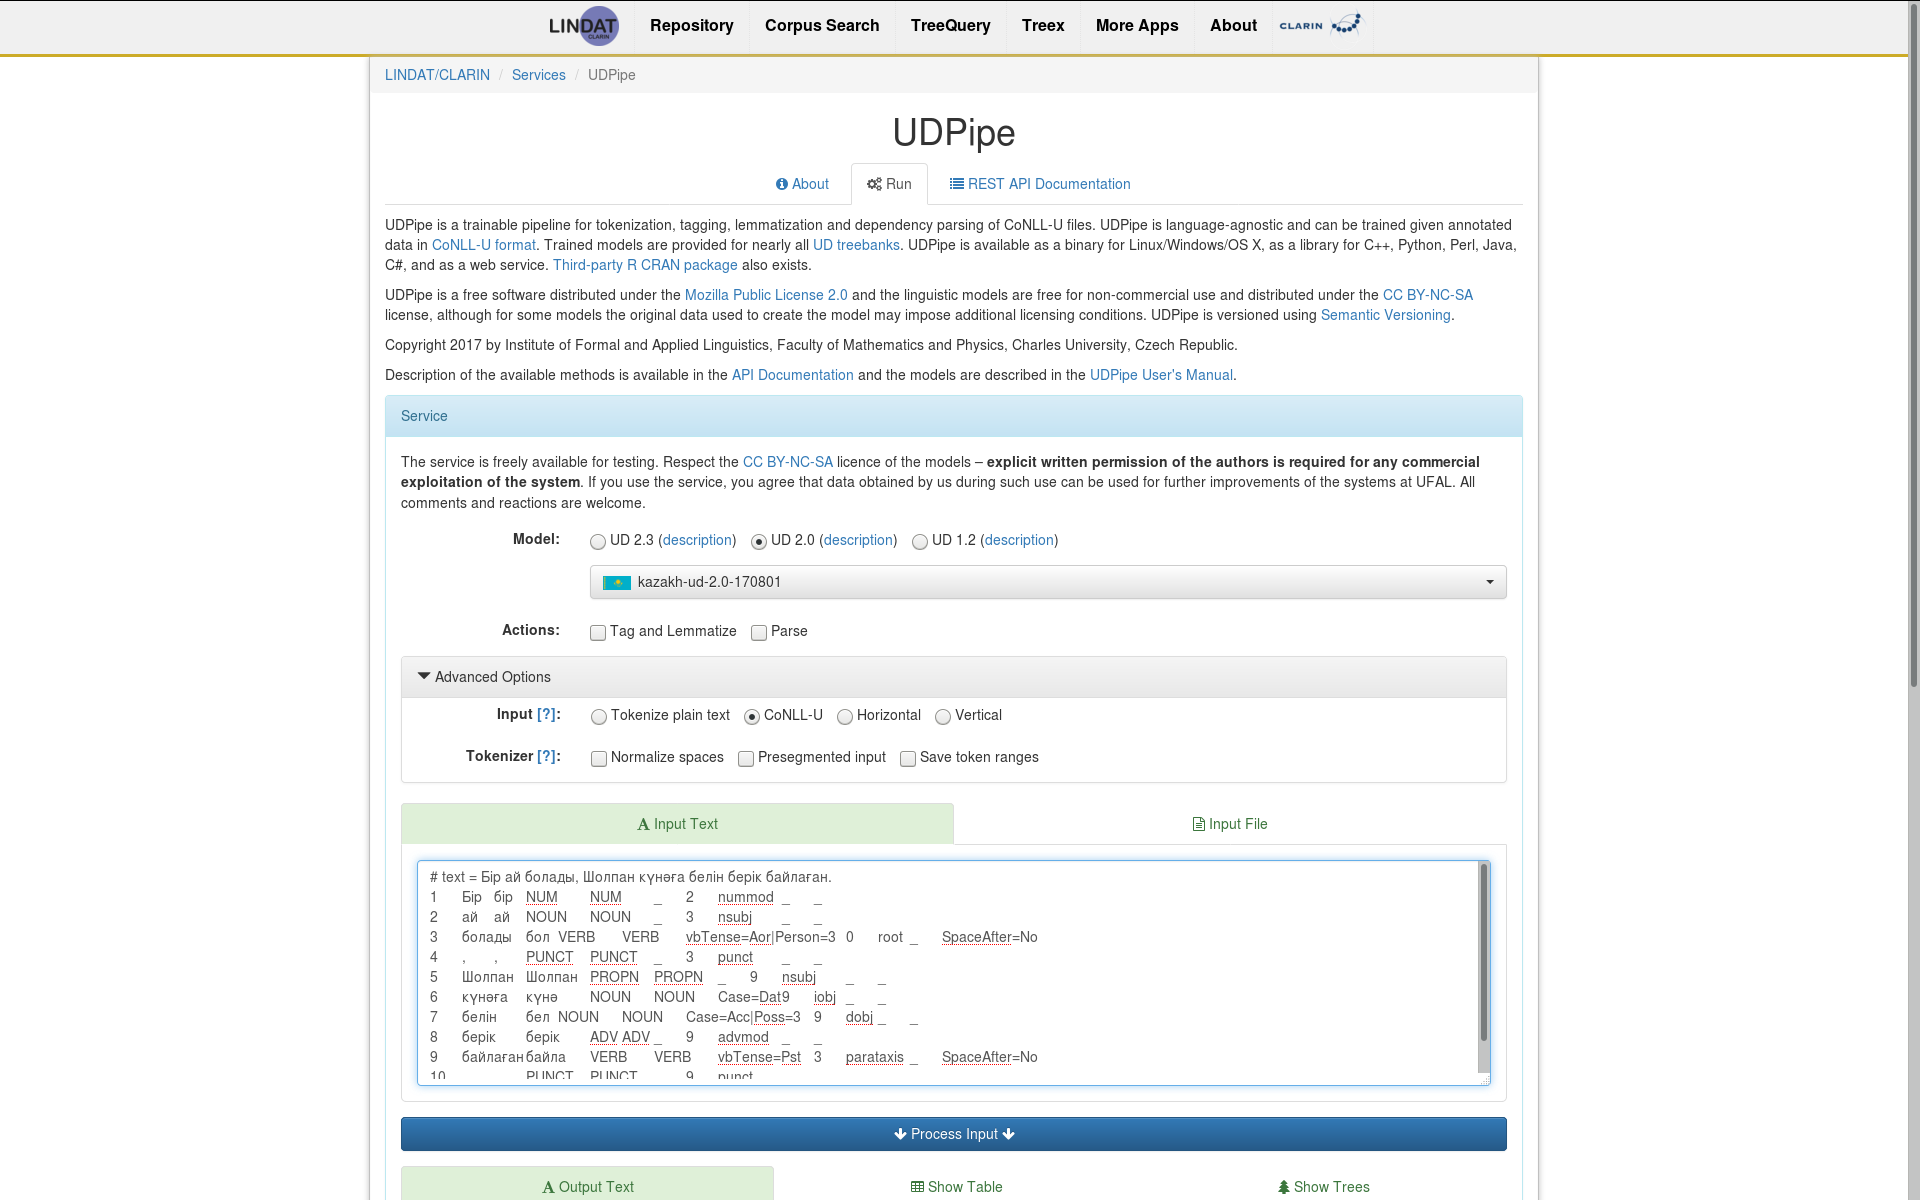 LINDAT CLARIN Repository Corpus Search TreeQuery Treex More Apps About CLARIN
LINDAT/CLARIN / Services / UDPipe
UDPipe
About Run REST API Documentation
UDPipe is a trainable pipeline for tokenization, tagging, lemmatization and dependency parsing of CoNLL-U files. UDPipe is language-agnostic and can be trained given annotated
data in CoNLL-U format. Trained models are provided for nearly all UD treebanks. UDPipe is available as a binary for Linux/Windows/OS X, as a library for C++, Python, Perl, Java,
C#, and as a web service. Third-party R CRAN package also exists.
UDPipe is a free software distributed under the Mozilla Public License 2.0 and the linguistic models are free for non-commercial use and distributed under the CC BY-NC-SA
license, although for some models the original data used to create the model may impose additional licensing conditions. UDPipe is versioned using Semantic Versioning.
Copyright 2017 by Institute of Formal and Applied Linguistics, Faculty of Mathematics and Physics, Charles University, Czech Republic.
Description of the available methods is available in the API Documentation and the models are described in the UDPipe User's Manual.
Service
The service is freely available for testing. Respect the CC BY-NC-SA licence of the models – explicit written permission of the authors is required for any commercial
exploitation of the system. If you use the service, you agree that data obtained by us during such use can be used for further improvements of the systems at UFAL. All
comments and reactions are welcome.
Model: UD 2.3 (description) UD 2.0 (description) UD 1.2 (description)
kazakh-ud-2.0-170801
Actions: Tag and Lemmatize Parse
Advanced Options
Input [?]: Tokenize plain text CoNLL-U Horizontal Vertical
Tokenizer [?]: Normalize spaces Presegmented input Save token ranges
Input Text Input File
# text = Бір ай болады, Шолпан күнәға белін берік байлаған.
1 Бір бір NUM NUM _ 2 nummod _ _
2 ай ай NOUN NOUN _ 3 nsubj _ _
3 болады бол VERB VERB vbTense=Aor|Person=3 0 root _ SpaceAfter=No
4 , , PUNCT PUNCT _ 3 punct _ _
5 Шолпан Шолпан PROPN PROPN _ 9 nsubj _ _
6 күнәға күнә NOUN NOUN Case=Dat 9 iobj _ _
7 белін бел NOUN NOUN Case=Acc|Poss=3 9 dobj _ _
8 берік берік ADV ADV _ 9 advmod _ _
9 байлаған байла VERB VERB vbTense=Pst 3 parataxis _ SpaceAfter=No
10 PUNCT PUNCT 9 punct
Process Input
Output Text Show Table Show Trees